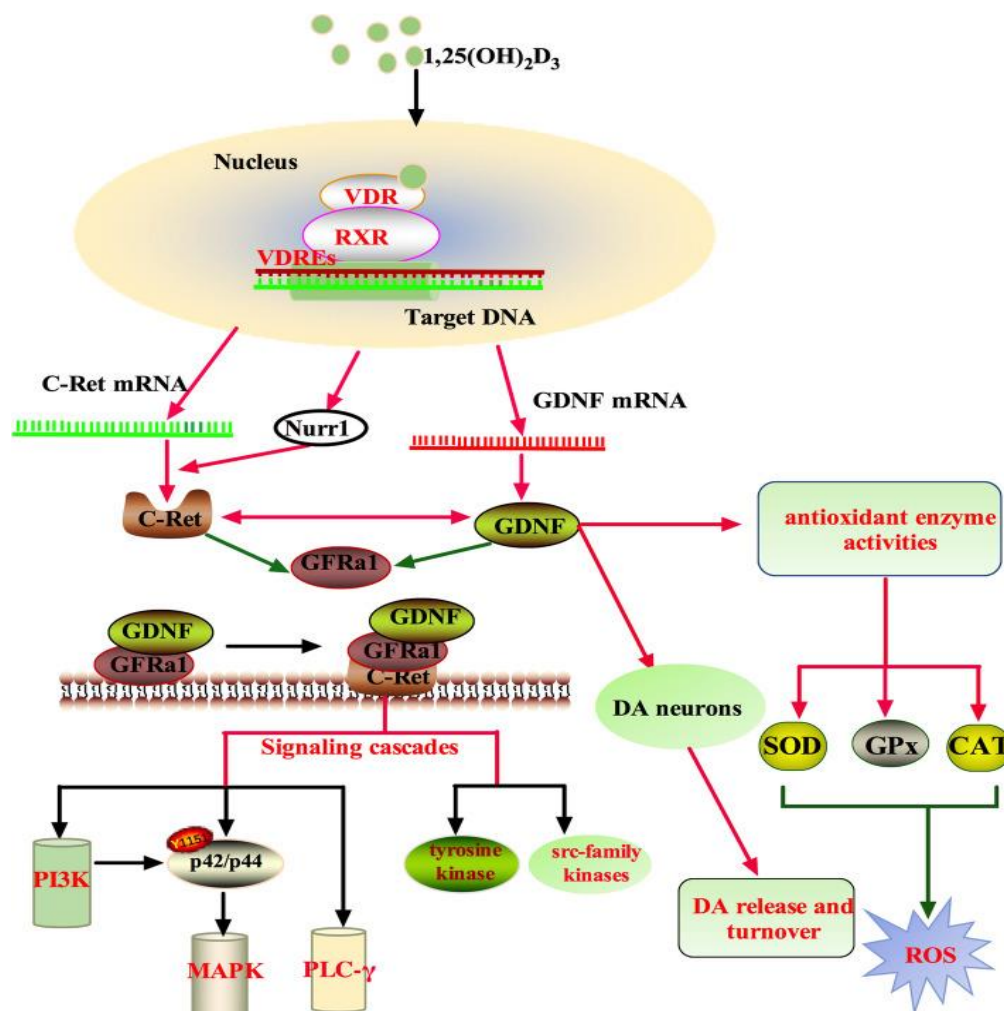 1,25(OH)₂D₃
Nucleus
VDR
RXR
VDREs
Target DNA
C-Ret mRNA
GDNF mRNA
Nurr1
C-Ret
GDNF
antioxidant enzyme
activities
GFRa1
GDNF
GFRa1
GDNF
GFRa1
C-Ret
DA neurons
Signaling cascades
SOD
GPx
CAT
p42/p44
tyrosine
kinase
src-family
kinases
PI3K
DA release and
turnover
MAPK
PLC-γ
ROS